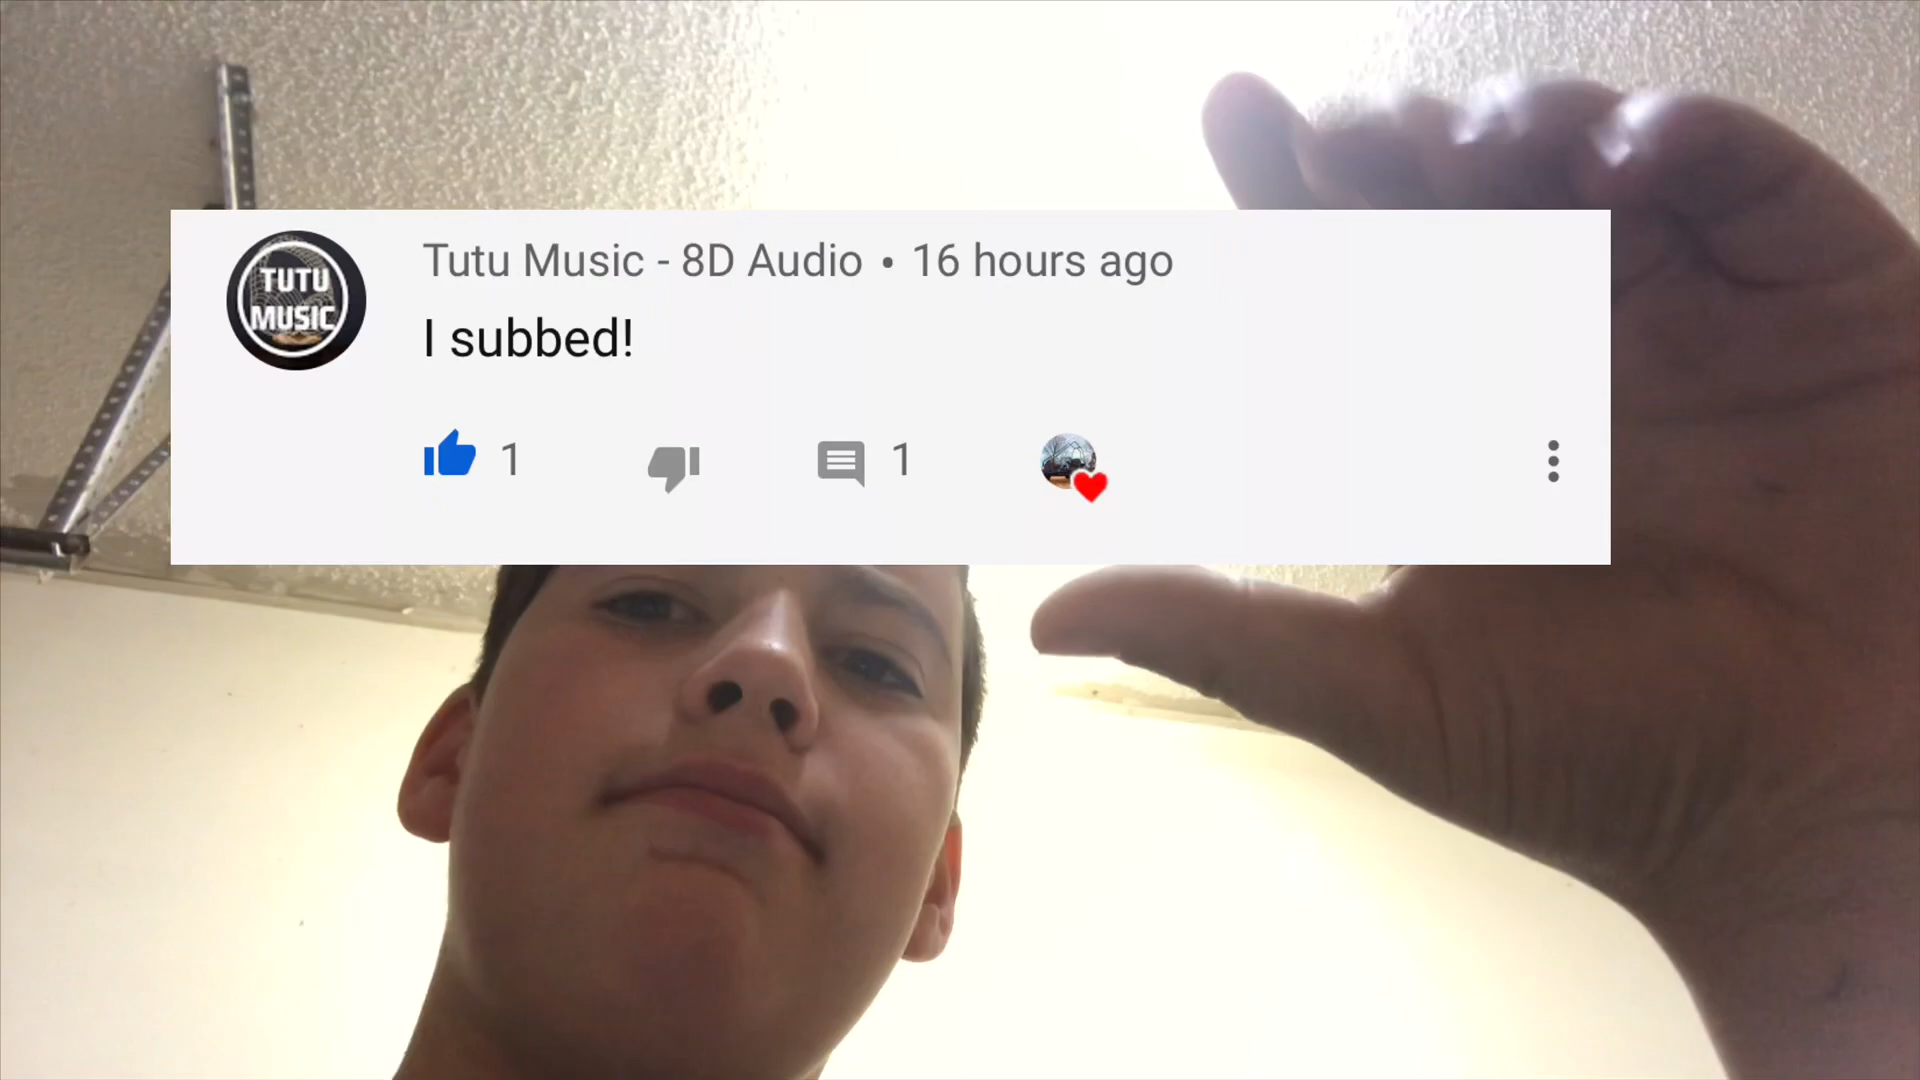 TUTU
MUSIC
Tutu Music - 8D Audio • 16 hours ago
I subbed!
1
1